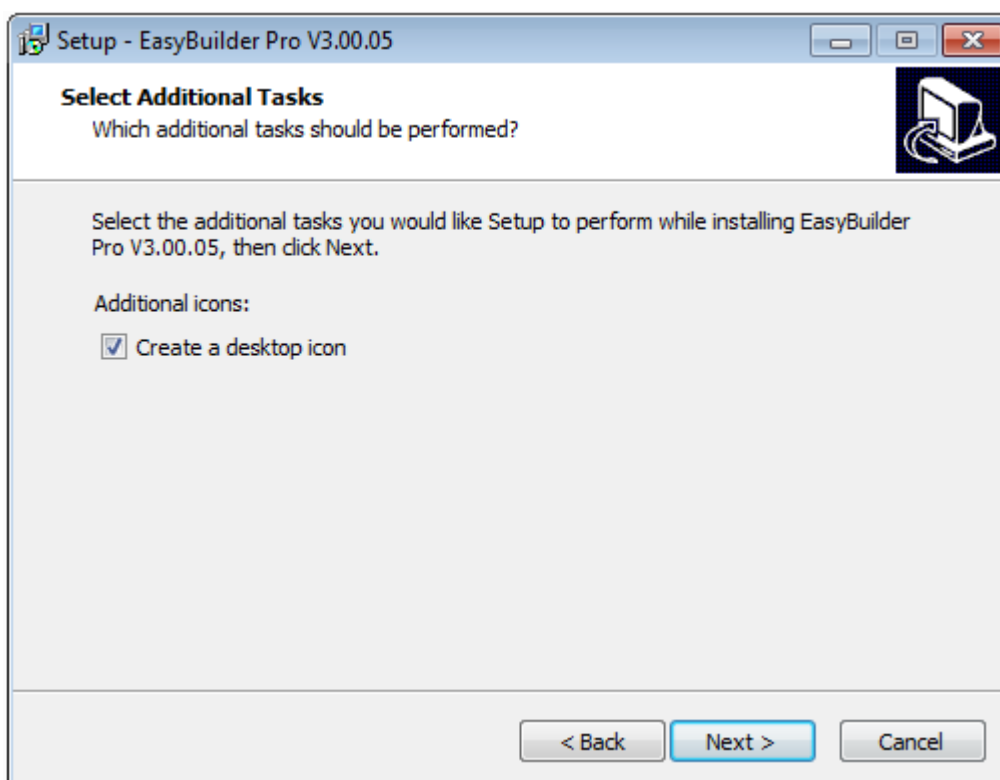 Setup - EasyBuilder Pro V3.00.05
Select Additional Tasks
Which additional tasks should be performed?
Select the additional tasks you would like Setup to perform while installing EasyBuilder
Pro V3.00.05, then click Next.
Additional icons:
Create a desktop icon
< Back
Next >
Cancel